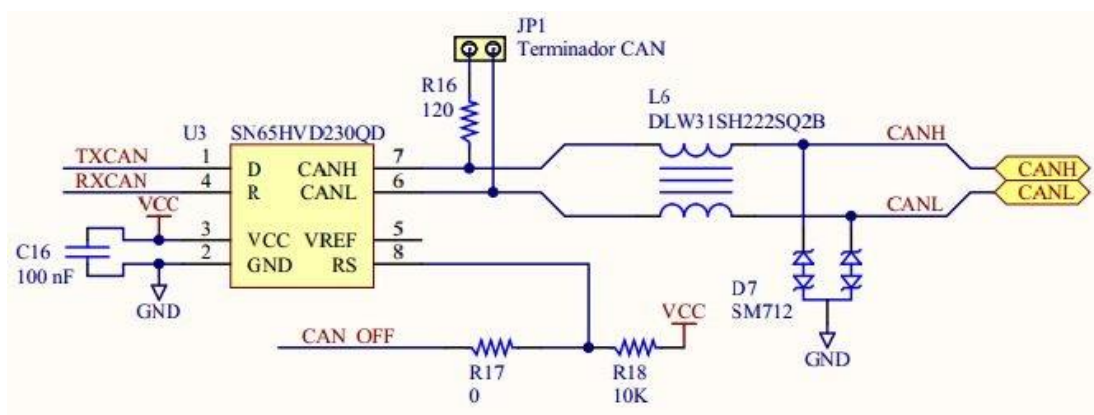 JP1
Terminador CAN
R16
120
L6
DLW31SH222SQ2B
U3 SN65HVD230QD
TXCAN 1 D CANH 7 CANH CANH
RXCAN 4 R CANL 6 CANL CANL
VCC
3 VCC VREF 5
2 GND RS 8
C16
100 nF
GND
D7
SM712
GND
VCC
CAN OFF
R17
0
R18
10K